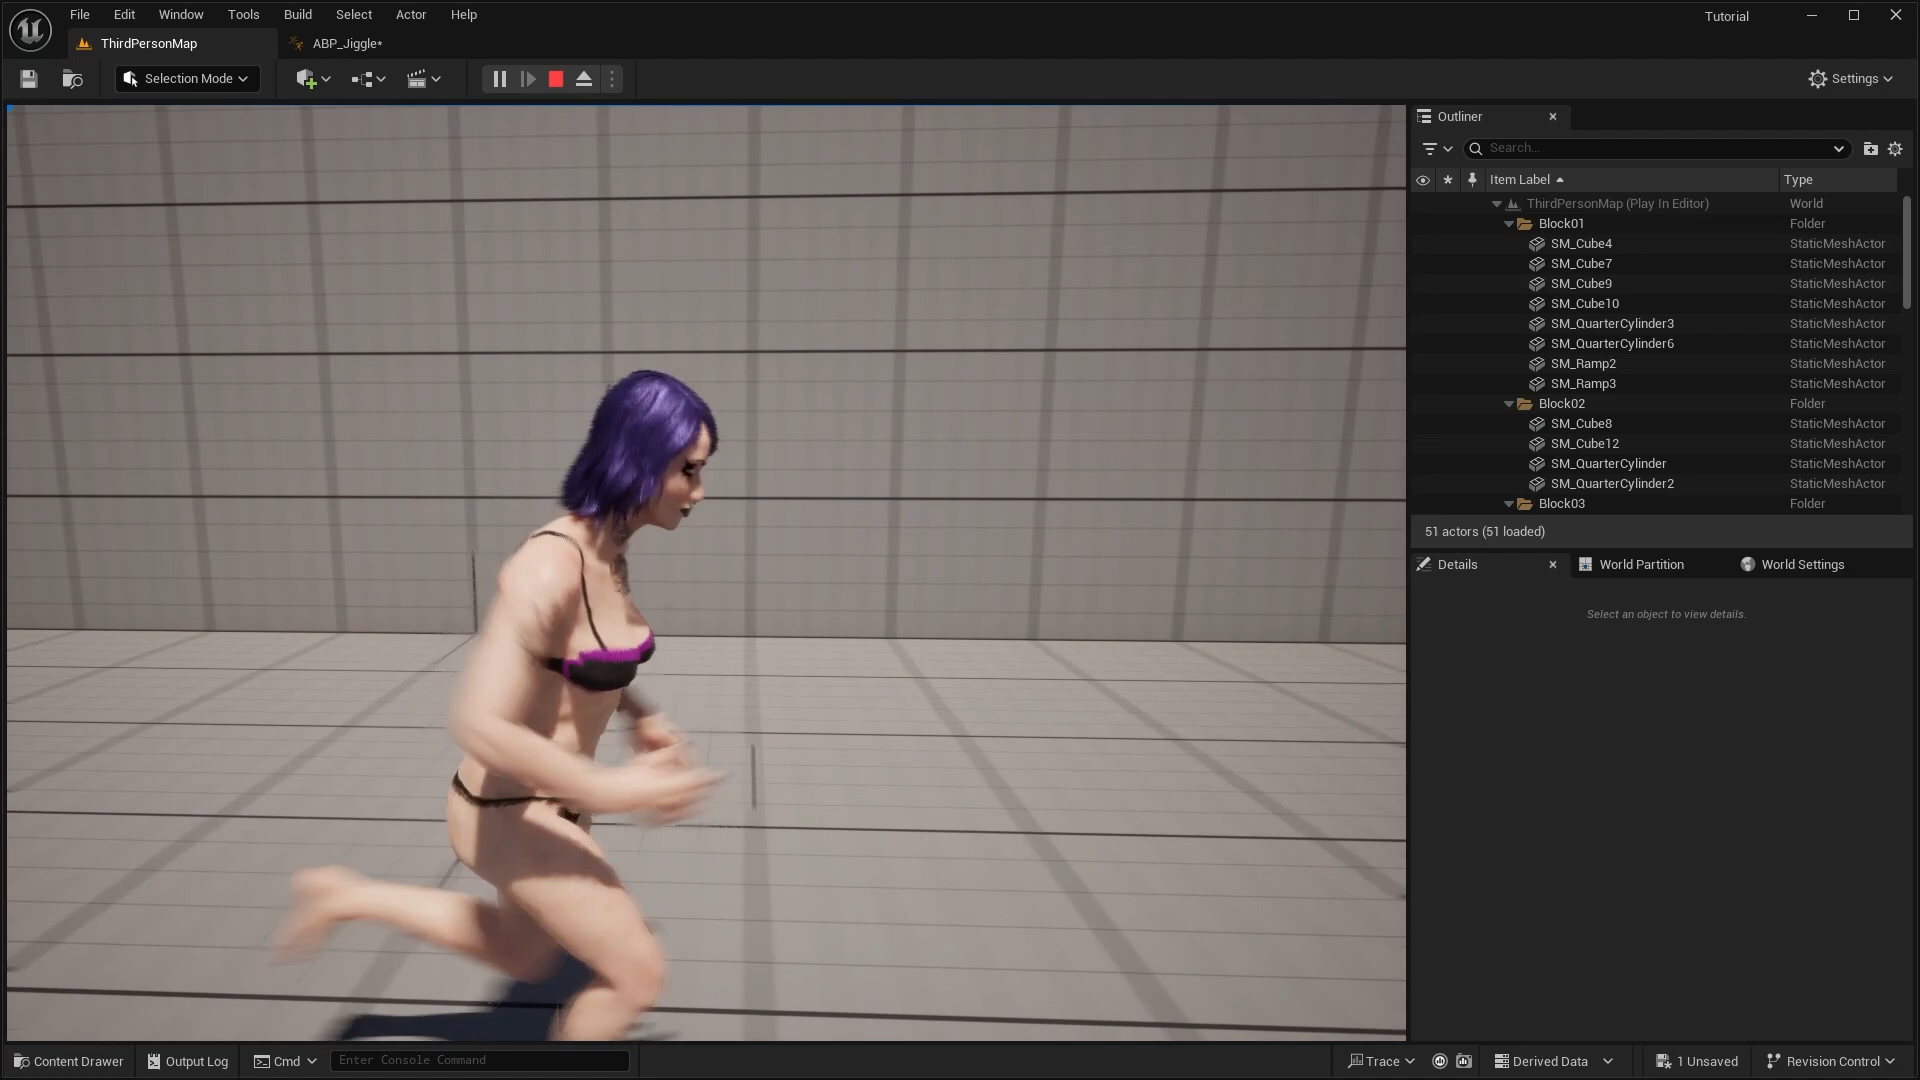 File Edit Window Tools Build Select Actor Help
Tutorial
ThirdPersonMap
ABP_Jiggle*
Selection Mode
Settings
Outliner
Search...
Item Label
Type
ThirdPersonMap (Play In Editor) World
Block01 Folder
SM_Cube4 StaticMeshActor
SM_Cube7 StaticMeshActor
SM_Cube9 StaticMeshActor
SM_Cube10 StaticMeshActor
SM_QuarterCylinder3 StaticMeshActor
SM_QuarterCylinder6 StaticMeshActor
SM_Ramp2 StaticMeshActor
SM_Ramp3 StaticMeshActor
Block02 Folder
SM_Cube8 StaticMeshActor
SM_Cube12 StaticMeshActor
SM_QuarterCylinder StaticMeshActor
SM_QuarterCylinder2 StaticMeshActor
Block03 Folder
51 actors (51 loaded)
Details
World Partition
World Settings
Select an object to view details.
Content Drawer
Output Log
Cmd
Enter Console Command
Trace
Derived Data
1 Unsaved
Revision Control